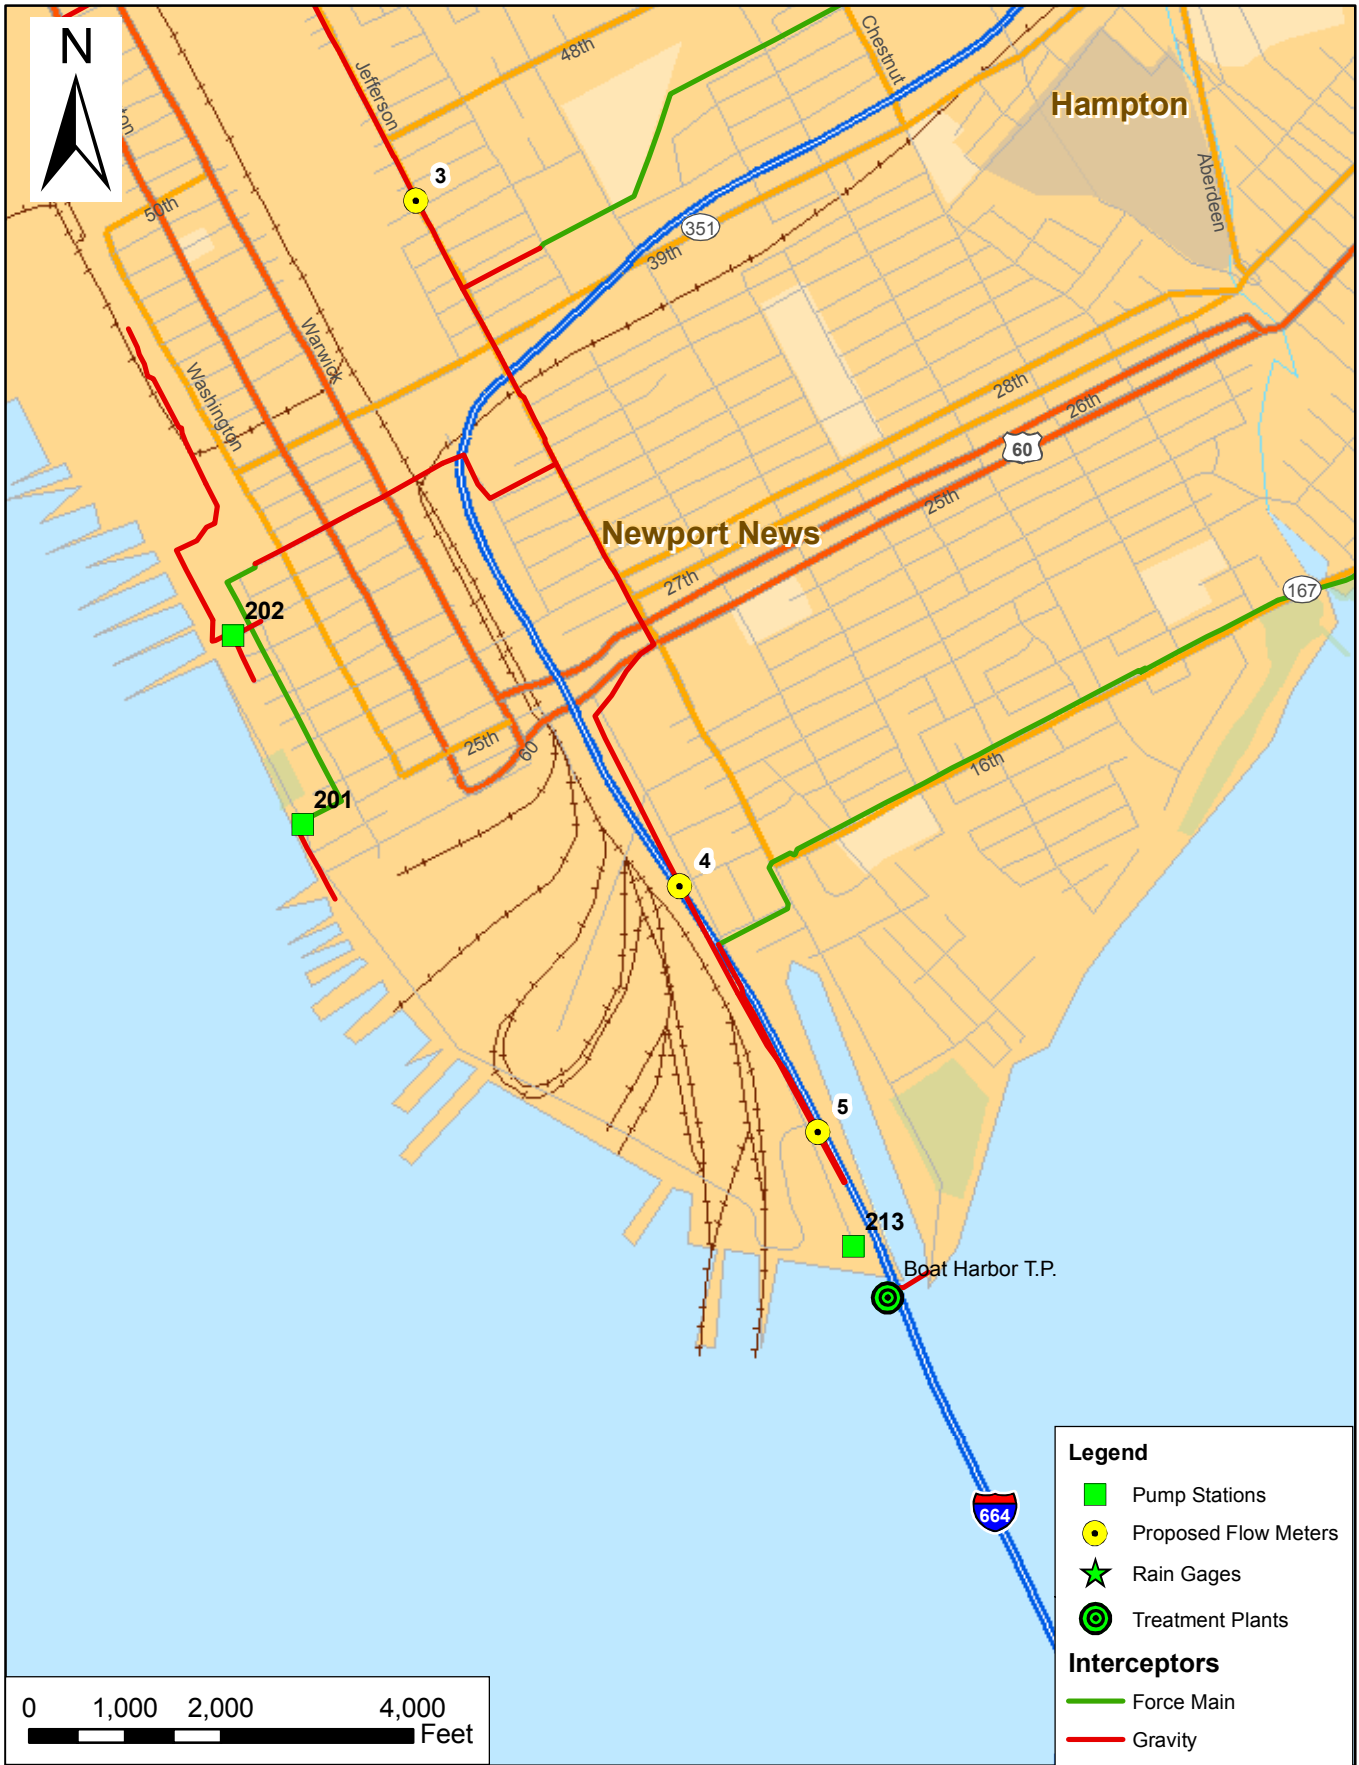 N
48th
Chestnut
Jefferson
Hampton
ton
3
Aberdeen
50th
351
39th
Warwick
Washington
28th
26th
60
25th
Newport News
27th
167
202
25th
60
16th
201
4
5
213
Boat Harbor T.P.
664
Legend
Pump Stations
Proposed Flow Meters
Rain Gages
Treatment Plants
Interceptors
Force Main
Gravity
0 1,000 2,000 4,000
Feet